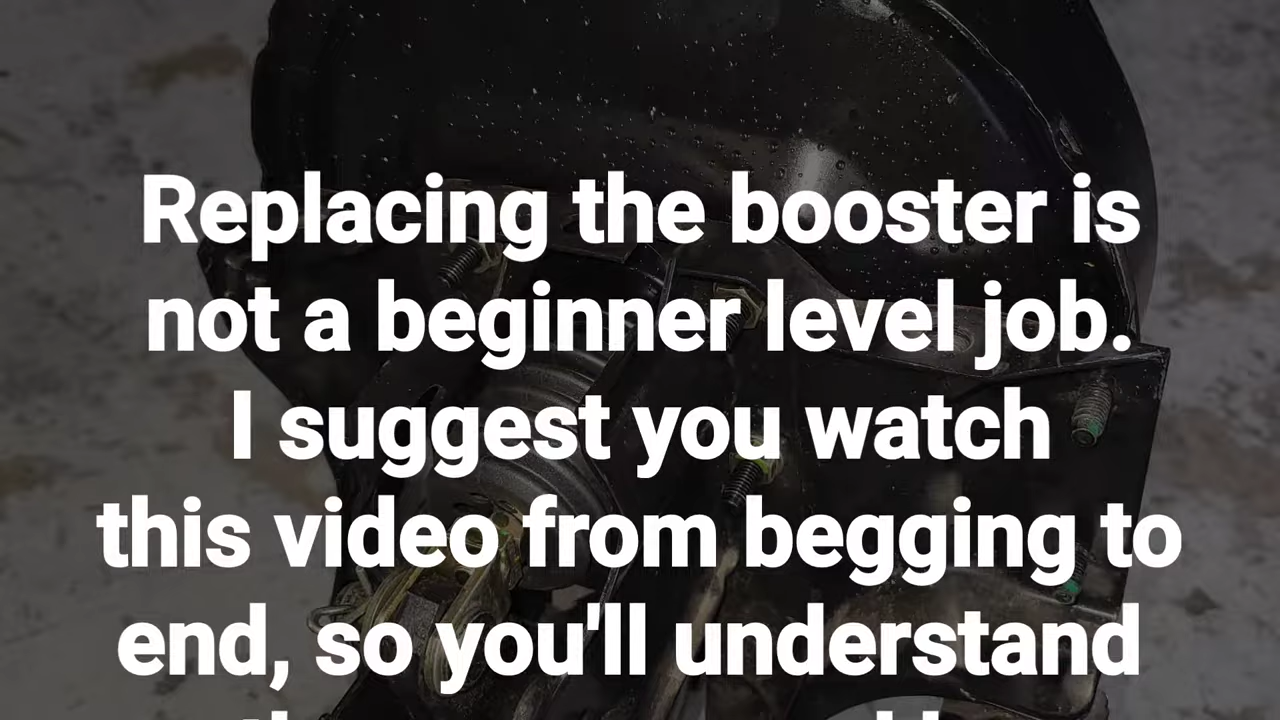 Replacing the booster is
not a beginner level job.
I suggest you watch
this video from begging to
end, so you'll understand